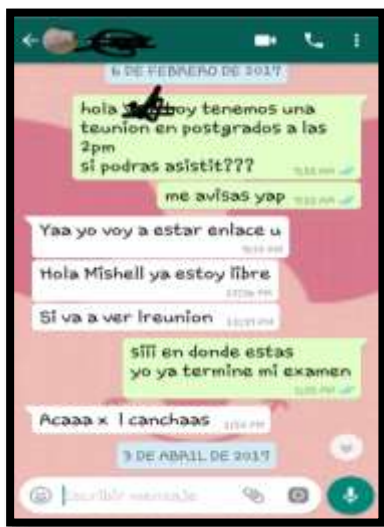 6 DE FEBRERO DE 2017
hola hoy tenemos una
teunion en postgrados a las
2pm
si podras asistit???
me avisas yap
Yaa yo voy a estar enlace u
Hola Mishell ya estoy libre
Si va a ver lreunion
siii en donde estas
yo ya termine mi examen
Acaaa x l canchaas
3 DE ABRIL DE 2017
Escribir mensaje